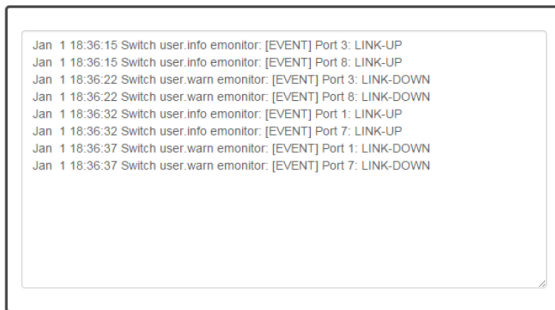 Jan  1 18:36:15 Switch user.info emonitor: [EVENT] Port 3: LINK-UP
Jan  1 18:36:15 Switch user.info emonitor: [EVENT] Port 8: LINK-UP
Jan  1 18:36:22 Switch user.warn emonitor: [EVENT] Port 3: LINK-DOWN
Jan  1 18:36:22 Switch user.warn emonitor: [EVENT] Port 8: LINK-DOWN
Jan  1 18:36:32 Switch user.info emonitor: [EVENT] Port 1: LINK-UP
Jan  1 18:36:32 Switch user.info emonitor: [EVENT] Port 7: LINK-UP
Jan  1 18:36:37 Switch user.warn emonitor: [EVENT] Port 1: LINK-DOWN
Jan  1 18:36:37 Switch user.warn emonitor: [EVENT] Port 7: LINK-DOWN